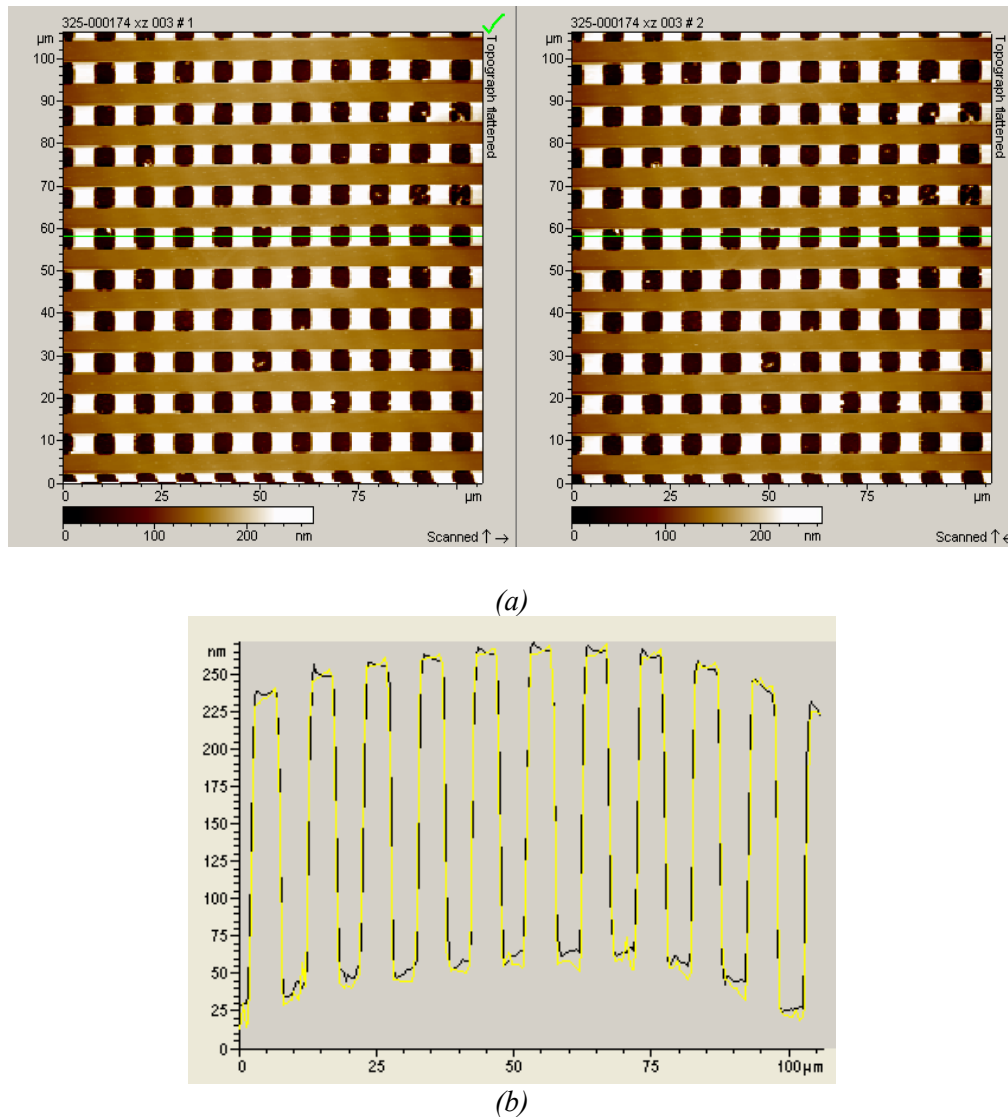 325-000174 xz 003 # 1
µm
100
90
80
70
60
50
40
30
20
10
0
0 25 50 75 µm
0 100 200 nm
Topograph flattened
Scanned ↑ →
325-000174 xz 003 # 2
µm
100
90
80
70
60
50
40
30
20
10
0
0 25 50 75 µm
0 100 200 nm
Topograph flattened
Scanned ↑ ←
(a)
nm
250
225
200
175
150
125
100
75
50
25
0
0 25 50 75 100 µm
(b)